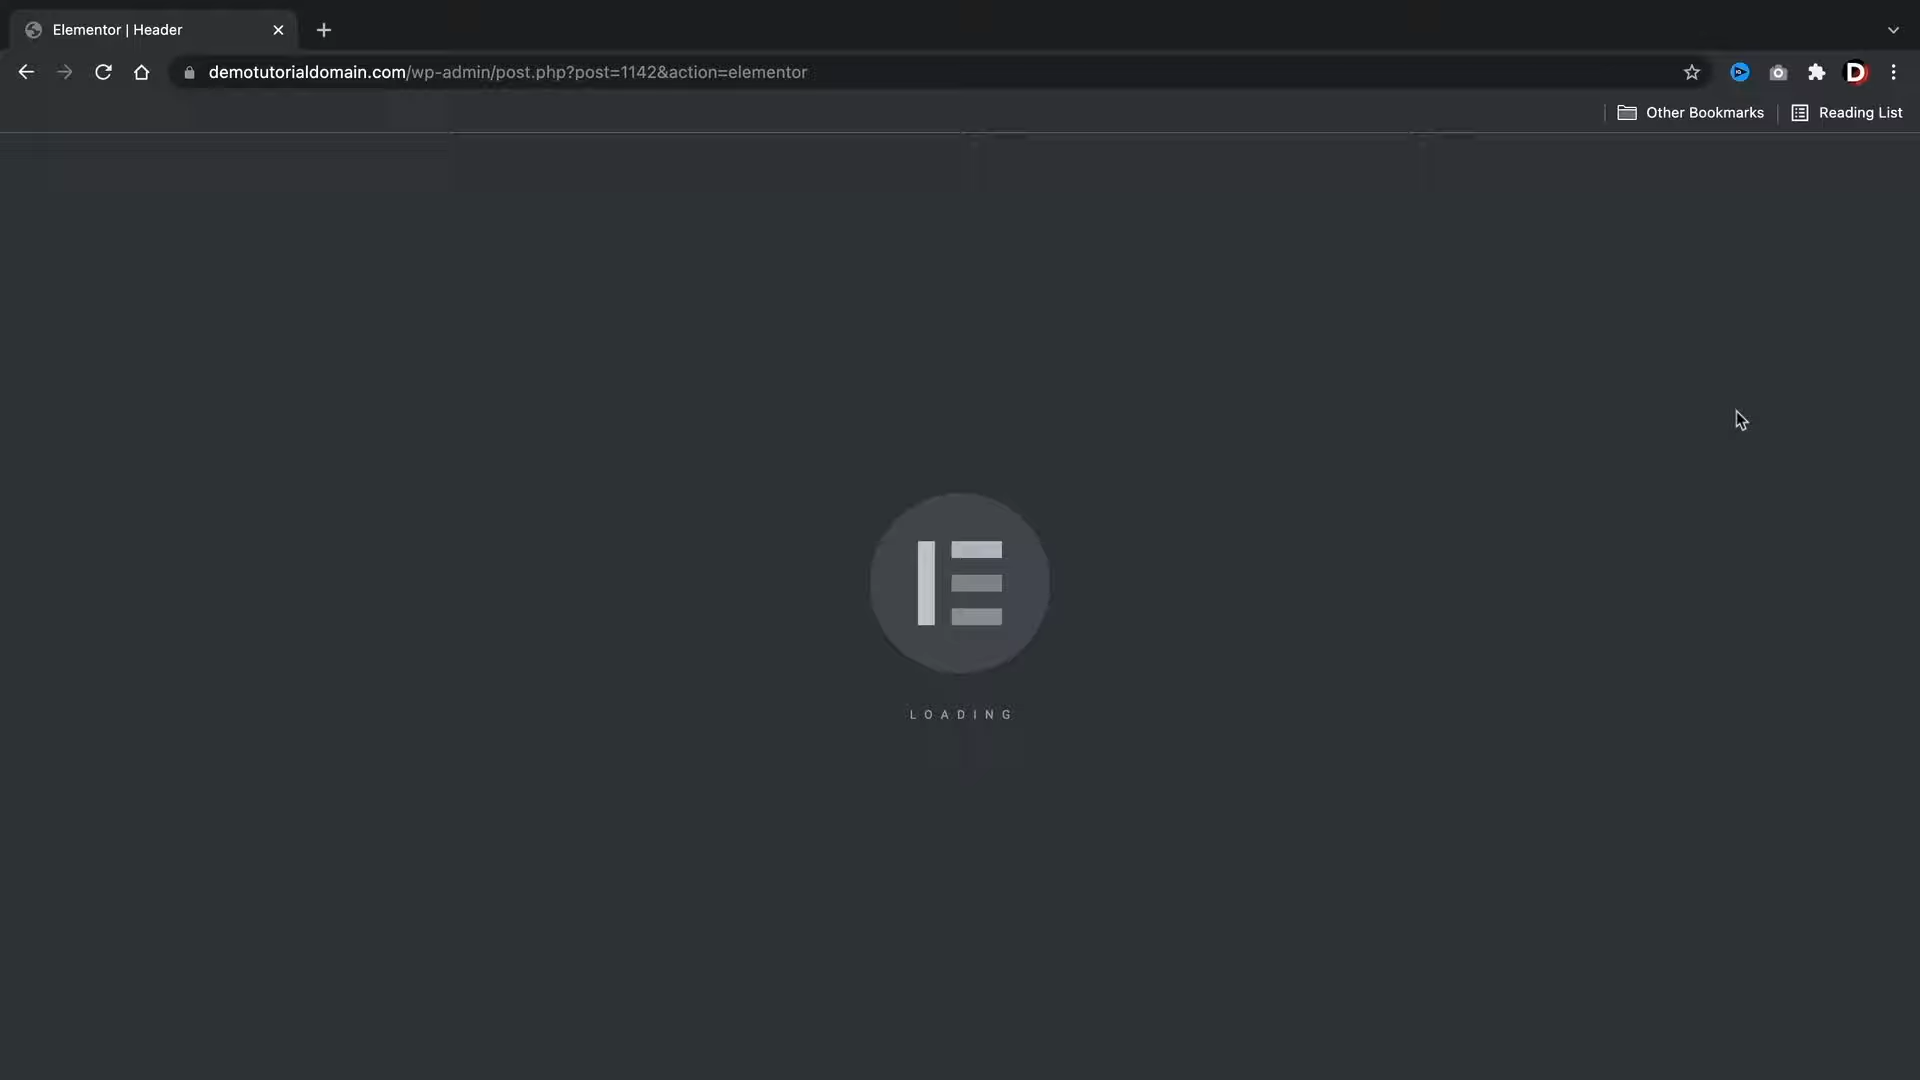 Elementor | Header
demotutorialdomain.com/wp-admin/post.php?post=1142&action=elementor
Other Bookmarks
Reading List
LOADING